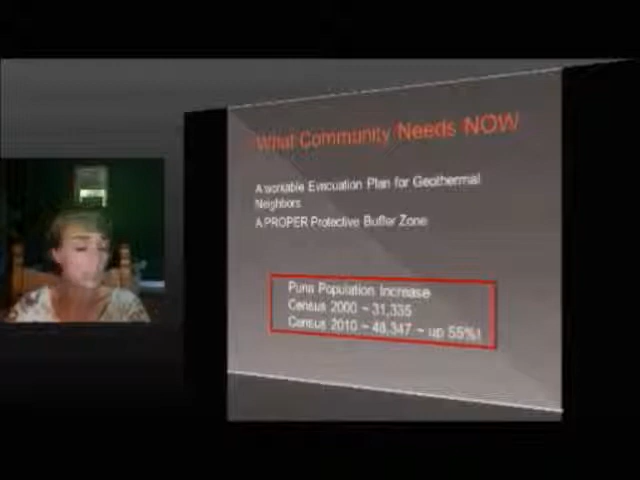 What Community Needs NOW
A workable Evacuation Plan for Geothermal
Neighbors
A PROPER Protective Buffer Zone
Puna Population Increase
Census 2000 ~ 31,335
Census 2010 ~ 48,347 ~ up 55%!